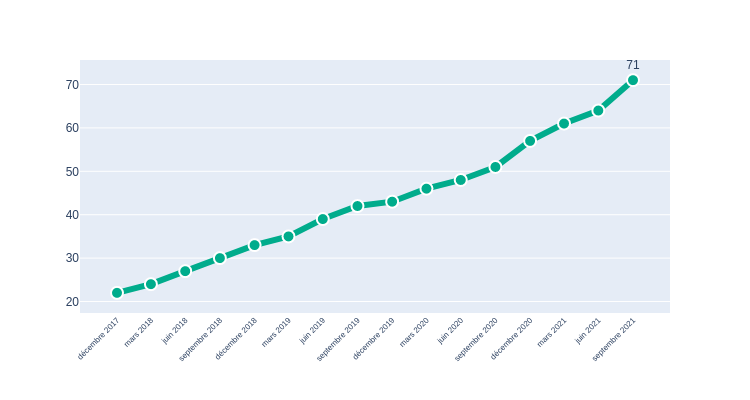 71
70
60
50
40
30
20
décembre 2017
mars 2018
juin 2018
septembre 2018
décembre 2018
mars 2019
juin 2019
septembre 2019
décembre 2019
mars 2020
juin 2020
septembre 2020
décembre 2020
mars 2021
juin 2021
septembre 2021